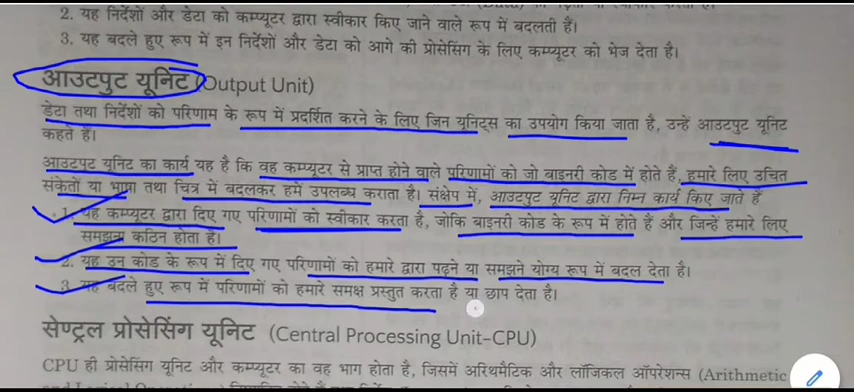 2. यह निर्देशों और डेटा को कम्प्यूटर द्वारा स्वीकार किए जाने वाले रूप में बदलती हैं।
3. यह बदले हुए रूप में इन निर्देशों और डेटा को आगे की प्रोसेसिंग के लिए कम्प्यूटर को भेज देता है।
आउटपुट यूनिट (Output Unit)
डेटा तथा निर्देशों को परिणाम के रूप में प्रदर्शित करने के लिए जिन यूनिट्स का उपयोग किया जाता है, उन्हें आउटपुट यूनिट
कहते हैं।
आउटपुट यूनिट का कार्य यह है कि वह कम्प्यूटर से प्राप्त होने वाले परिणामों को जो बाइनरी कोड में होते हैं, हमारे लिए उचित
संकेतों या भाषा तथा चित्र में बदलकर हमें उपलब्ध कराता है। संक्षेप में, आउटपुट यूनिट द्वारा निम्न कार्य किए जाते हैं
1. यह कम्प्यूटर द्वारा दिए गए परिणामों को स्वीकार करता है, जोकि बाइनरी कोड के रूप में होते हैं और जिन्हें हमारे लिए
समझना कठिन होता है।
2. यह उन कोड के रूप में दिए गए परिणामों को हमारे द्वारा पढ़ने या समझने योग्य रूप में बदल देता है।
3. यह बदले हुए रूप में परिणामों को हमारे समक्ष प्रस्तुत करता है या छाप देता है।
सेण्ट्रल प्रोसेसिंग यूनिट (Central Processing Unit-CPU)
CPU ही प्रोसेसिंग यूनिट और कम्प्यूटर का वह भाग होता है, जिसमें अरिथमैटिक और लॉजिकल ऑपरेशन्स (Arithmetic